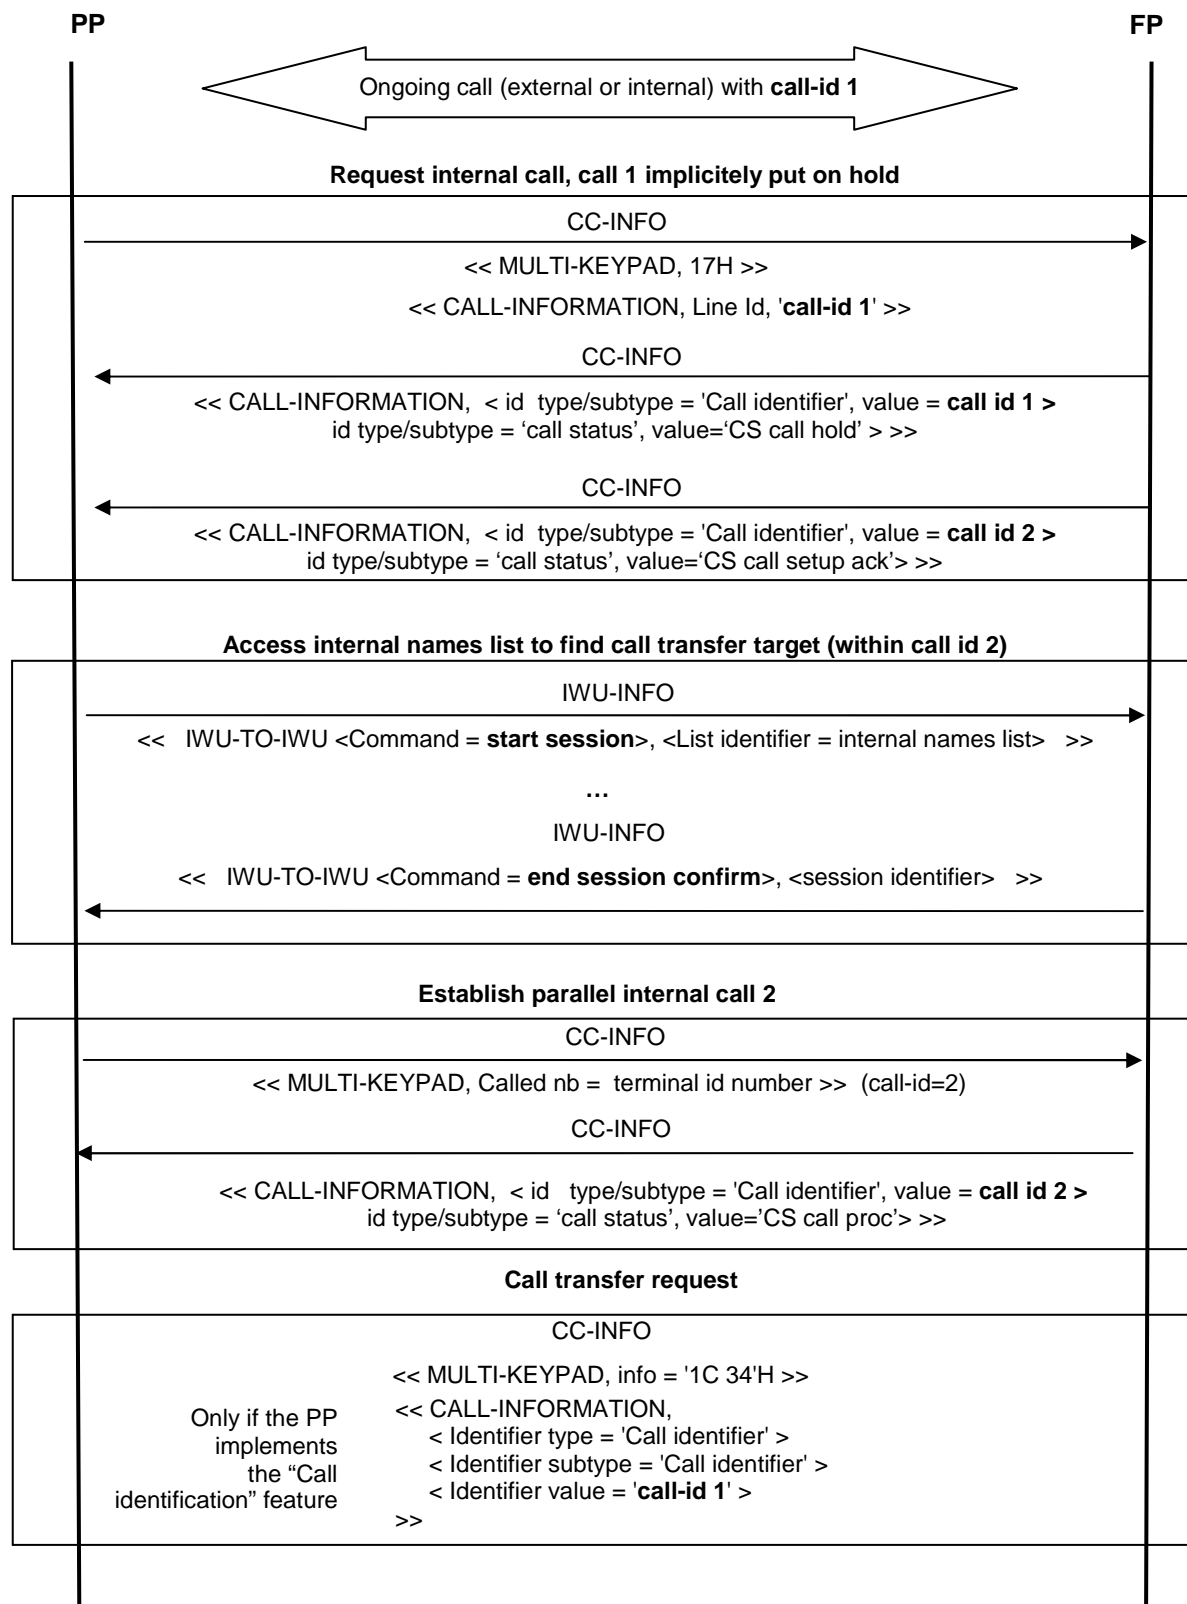 PP
FP
Ongoing call (external or internal) with call-id 1
Request internal call, call 1 implicitely put on hold
CC-INFO
<< MULTI-KEYPAD, 17H >>
<< CALL-INFORMATION, Line Id, 'call-id 1' >>
CC-INFO
<< CALL-INFORMATION, < id type/subtype = 'Call identifier', value = call id 1 >
id type/subtype = ‘call status’, value=‘CS call hold’ > >>
CC-INFO
<< CALL-INFORMATION, < id type/subtype = 'Call identifier', value = call id 2 >
id type/subtype = ‘call status’, value=‘CS call setup ack’> >>
Access internal names list to find call transfer target (within call id 2)
IWU-INFO
<< IWU-TO-IWU <Command = start session>, <List identifier = internal names list> >>
...
IWU-INFO
<< IWU-TO-IWU <Command = end session confirm>, <session identifier> >>
Establish parallel internal call 2
CC-INFO
<< MULTI-KEYPAD, Called nb = terminal id number >> (call-id=2)
CC-INFO
<< CALL-INFORMATION, < id type/subtype = 'Call identifier', value = call id 2 >
id type/subtype = ‘call status’, value=’CS call proc’> >>
Call transfer request
CC-INFO
<< MULTI-KEYPAD, info = '1C 34'H >>
Only if the PP
implements
the “Call
identification” feature
<< CALL-INFORMATION,
< Identifier type = 'Call identifier' >
< Identifier subtype = 'Call identifier' >
< Identifier value = 'call-id 1' >
>>